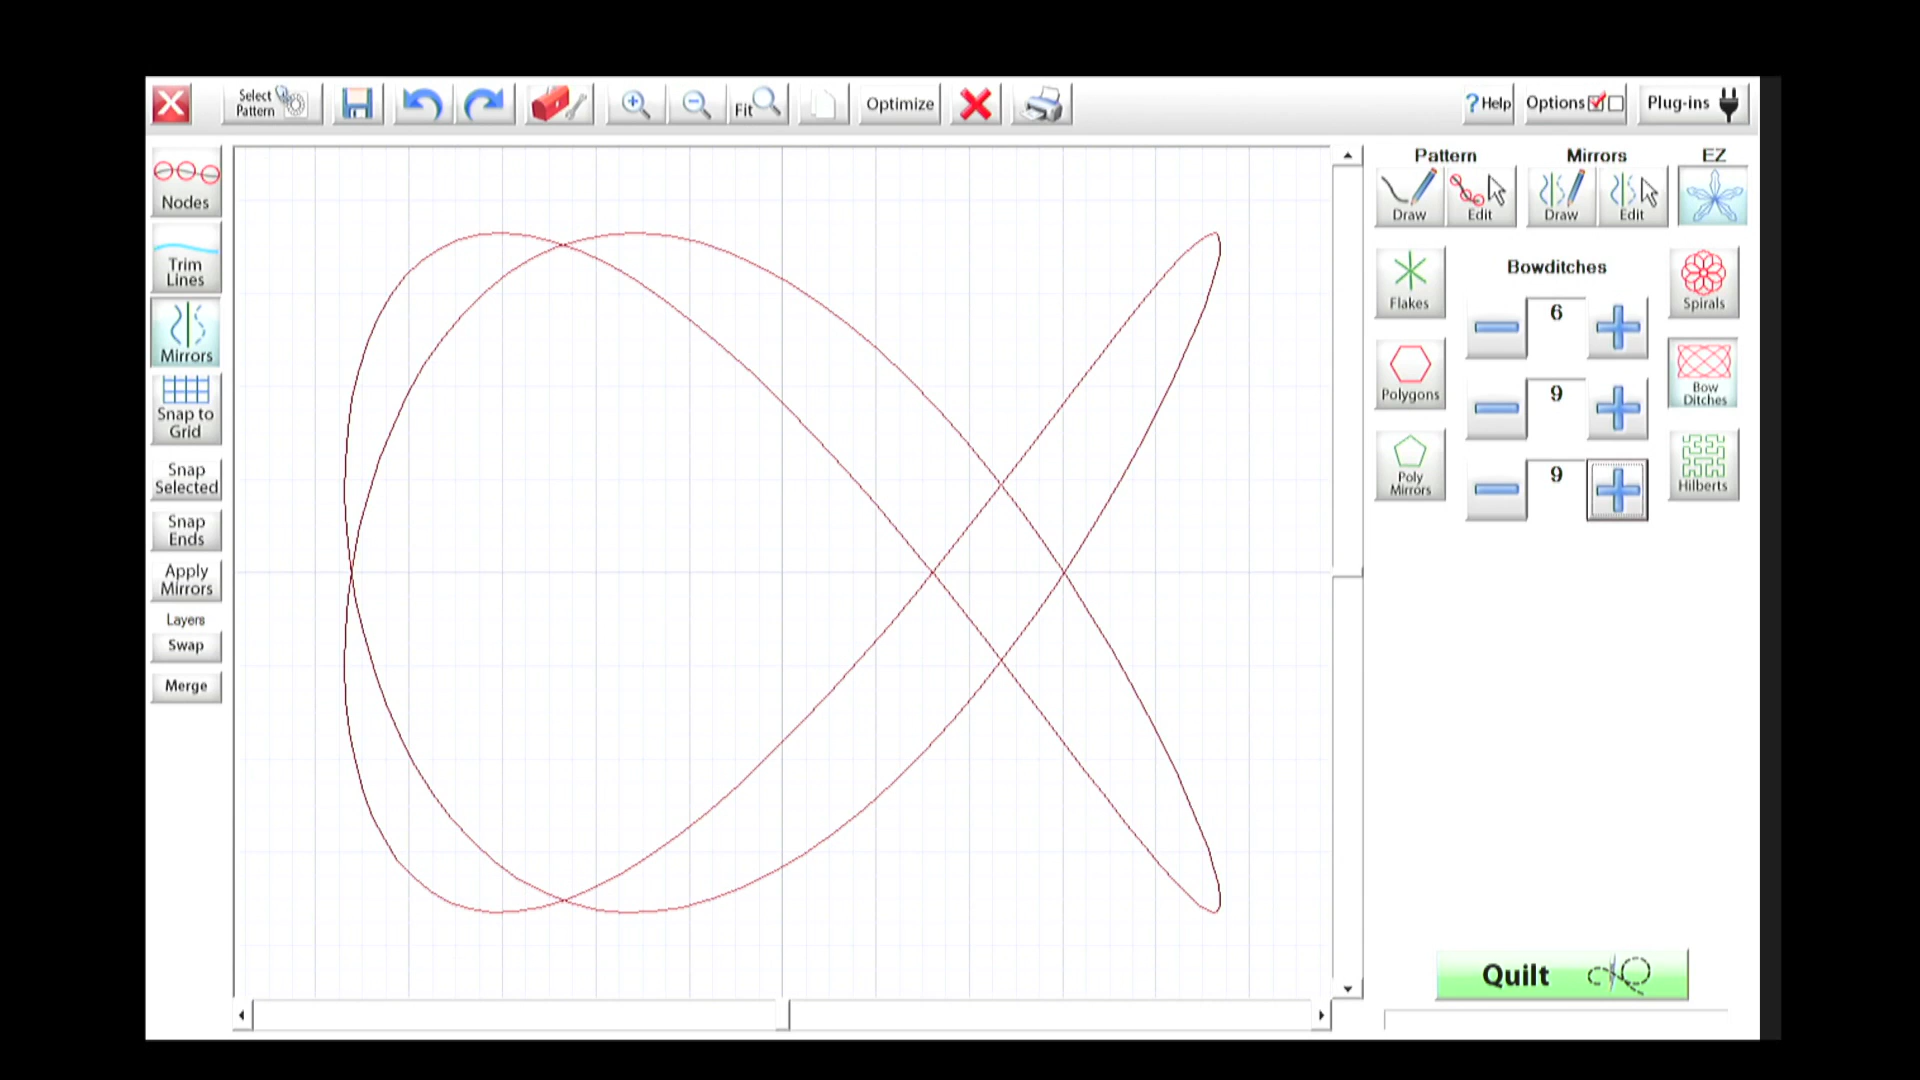 Select
Pattern
Fit
Optimize
? Help
Options
Plug-ins
Nodes
Trim
Lines
Mirrors
Snap to
Grid
Snap
Selected
Snap
Ends
Apply
Mirrors
Layers
Swap
Merge
Pattern
Mirrors
EZ
Draw
Edit
Draw
Edit
Flakes
Bowditches
Spirals
6
Polygons
9
Bow
Ditches
Poly
Mirrors
9
Hilberts
Quilt